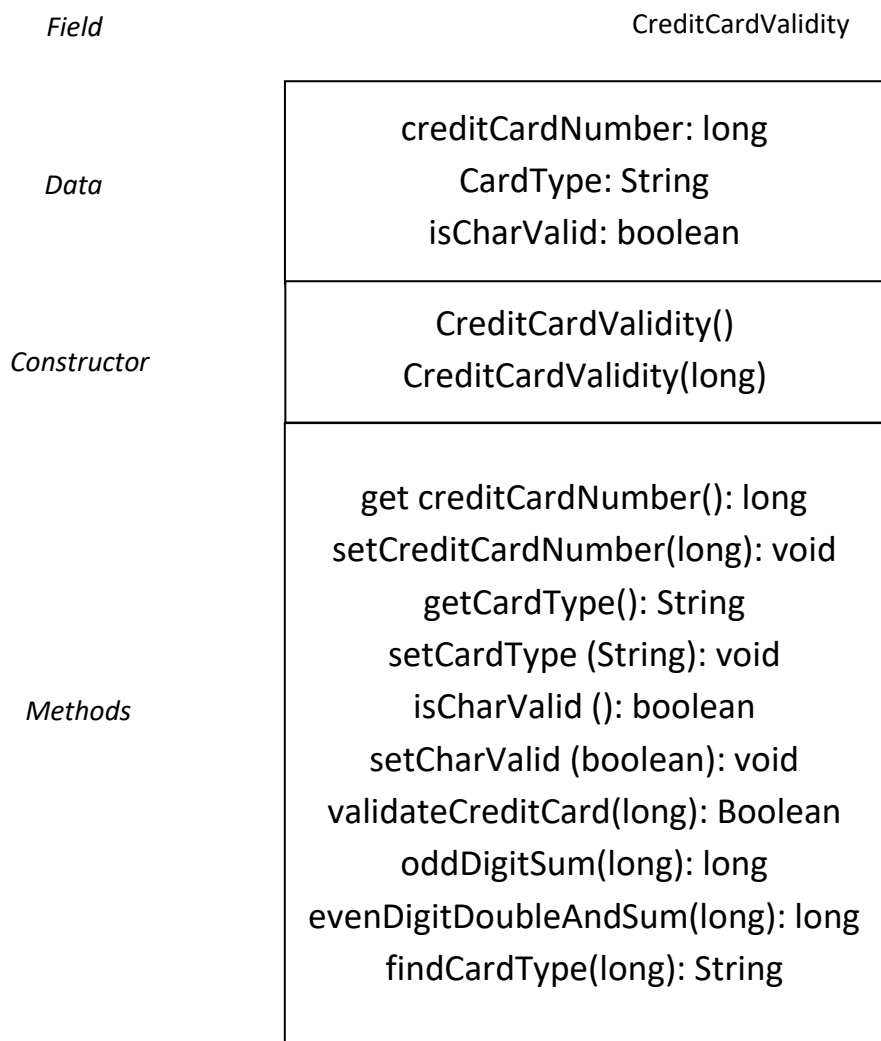 Field
CreditCardValidity
Data
creditCardNumber: long
CardType: String
isCharValid: boolean
Constructor
CreditCardValidity()
CreditCardValidity(long)
Methods
get creditCardNumber(): long
setCreditCardNumber(long): void
getCardType(): String
setCardType (String): void
isCharValid (): boolean
setCharValid (boolean): void
validateCreditCard(long): Boolean
oddDigitSum(long): long
evenDigitDoubleAndSum(long): long
findCardType(long): String